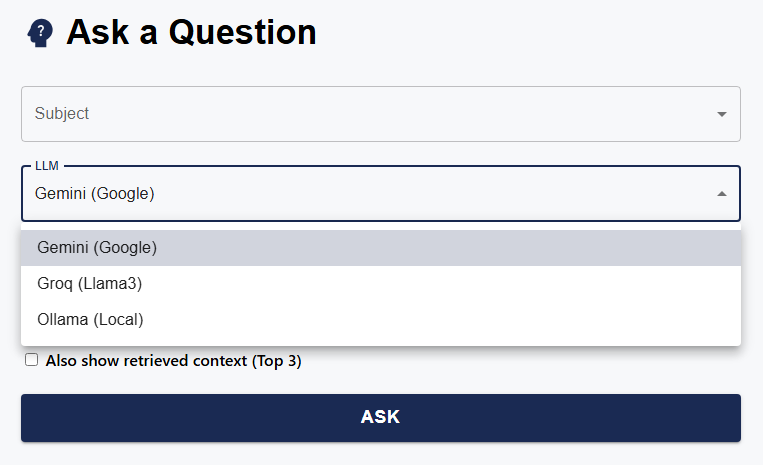 Ask a Question
Subject
LLM
Gemini (Google)
Gemini (Google)
Groq (Llama3)
Ollama (Local)
Also show retrieved context (Top 3)
ASK